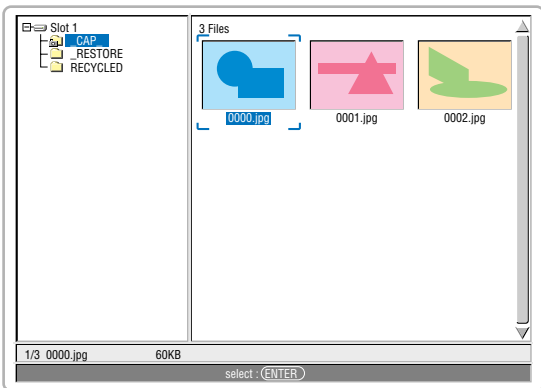 Slot 1
_CAP_
_RESTORE
RECYCLED
3 Files
0000.jpg 0001.jpg 0002.jpg
1/3 0000.jpg 60KB
select : ENTER